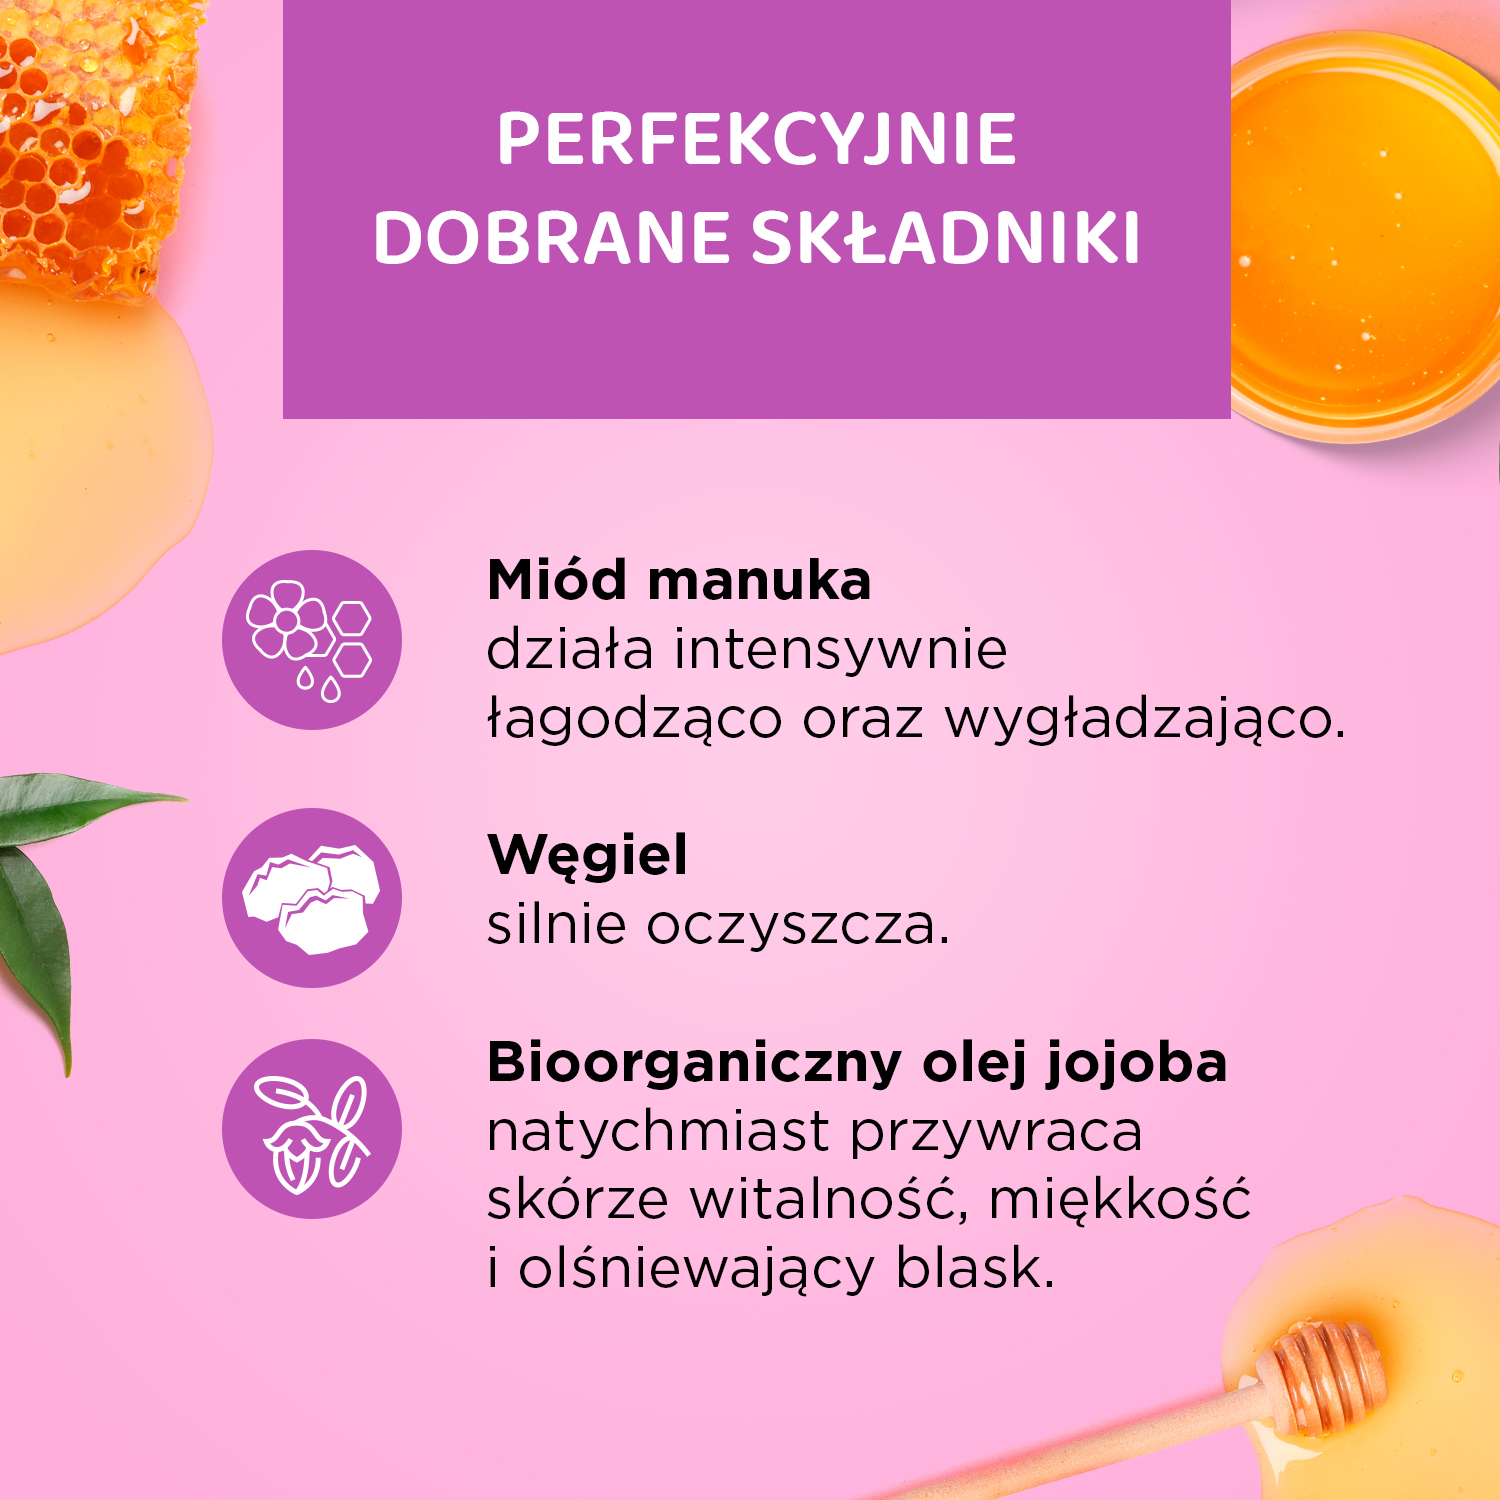 PERFEKCYJNIE
DOBRANE SKŁADNIKI
Miód manuka
działa intensywnie
łagodząco oraz wygładzająco.
Węgiel
silnie oczyszcza.
Bioorganiczny olej jojoba
natychmiast przywraca
skórze witalność, miękkość
i olśniewający blask.